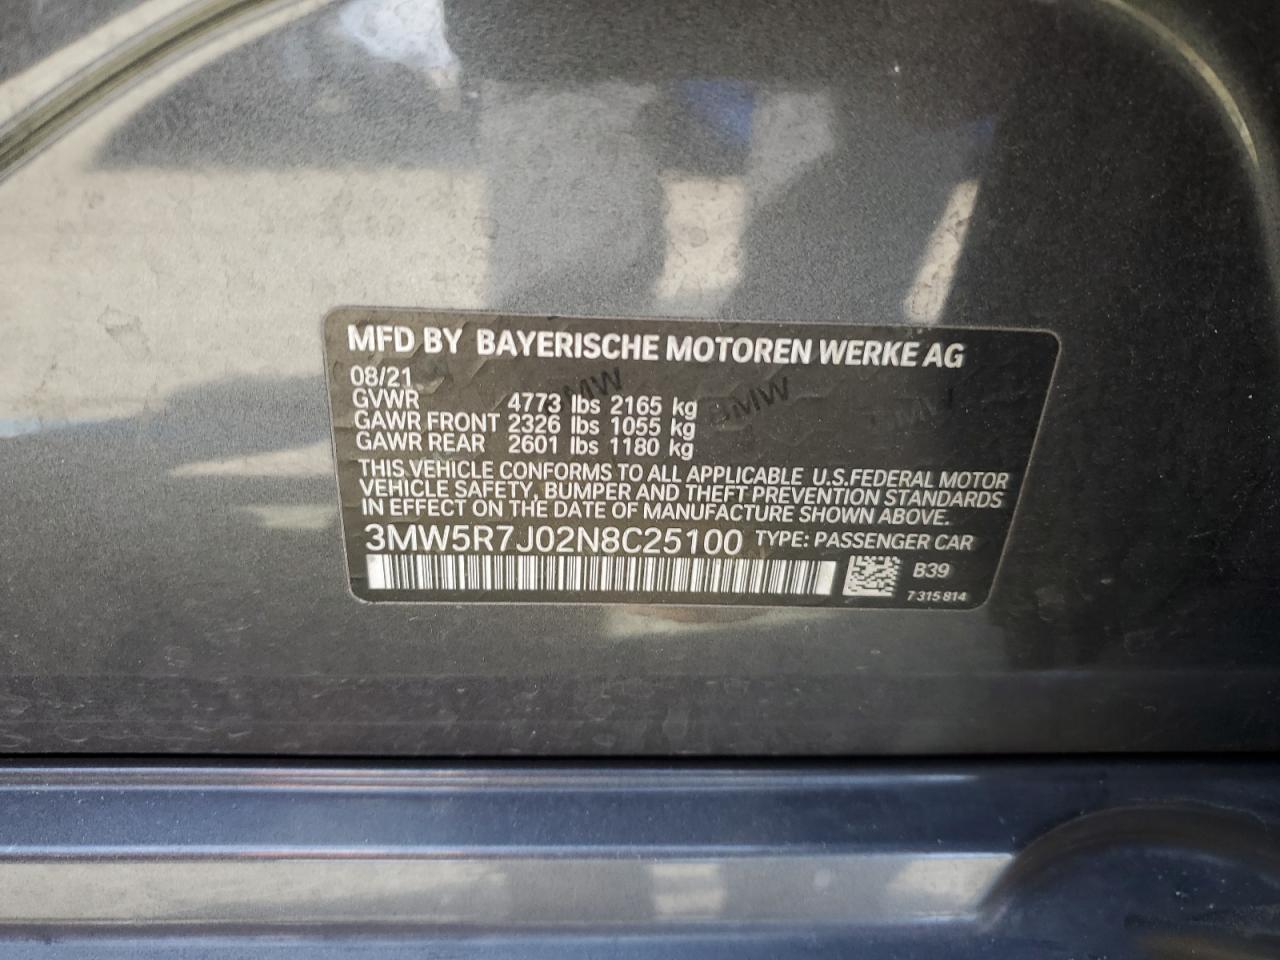 MFD BY BAYERISCHE MOTOREN WERKE AG
08/21
GVWR 4773 lbs 2165 kg
GAWR FRONT 2326 lbs 1055 kg
GAWR REAR 2601 lbs 1180 kg
THIS VEHICLE CONFORMS TO ALL APPLICABLE U.S.FEDERAL MOTOR
VEHICLE SAFETY, BUMPER AND THEFT PREVENTION STANDARDS
IN EFFECT ON THE DATE OF MANUFACTURE SHOWN ABOVE.
3MW5R7J02N8C25100 TYPE: PASSENGER CAR
B39
7 315 814
BMW BMW